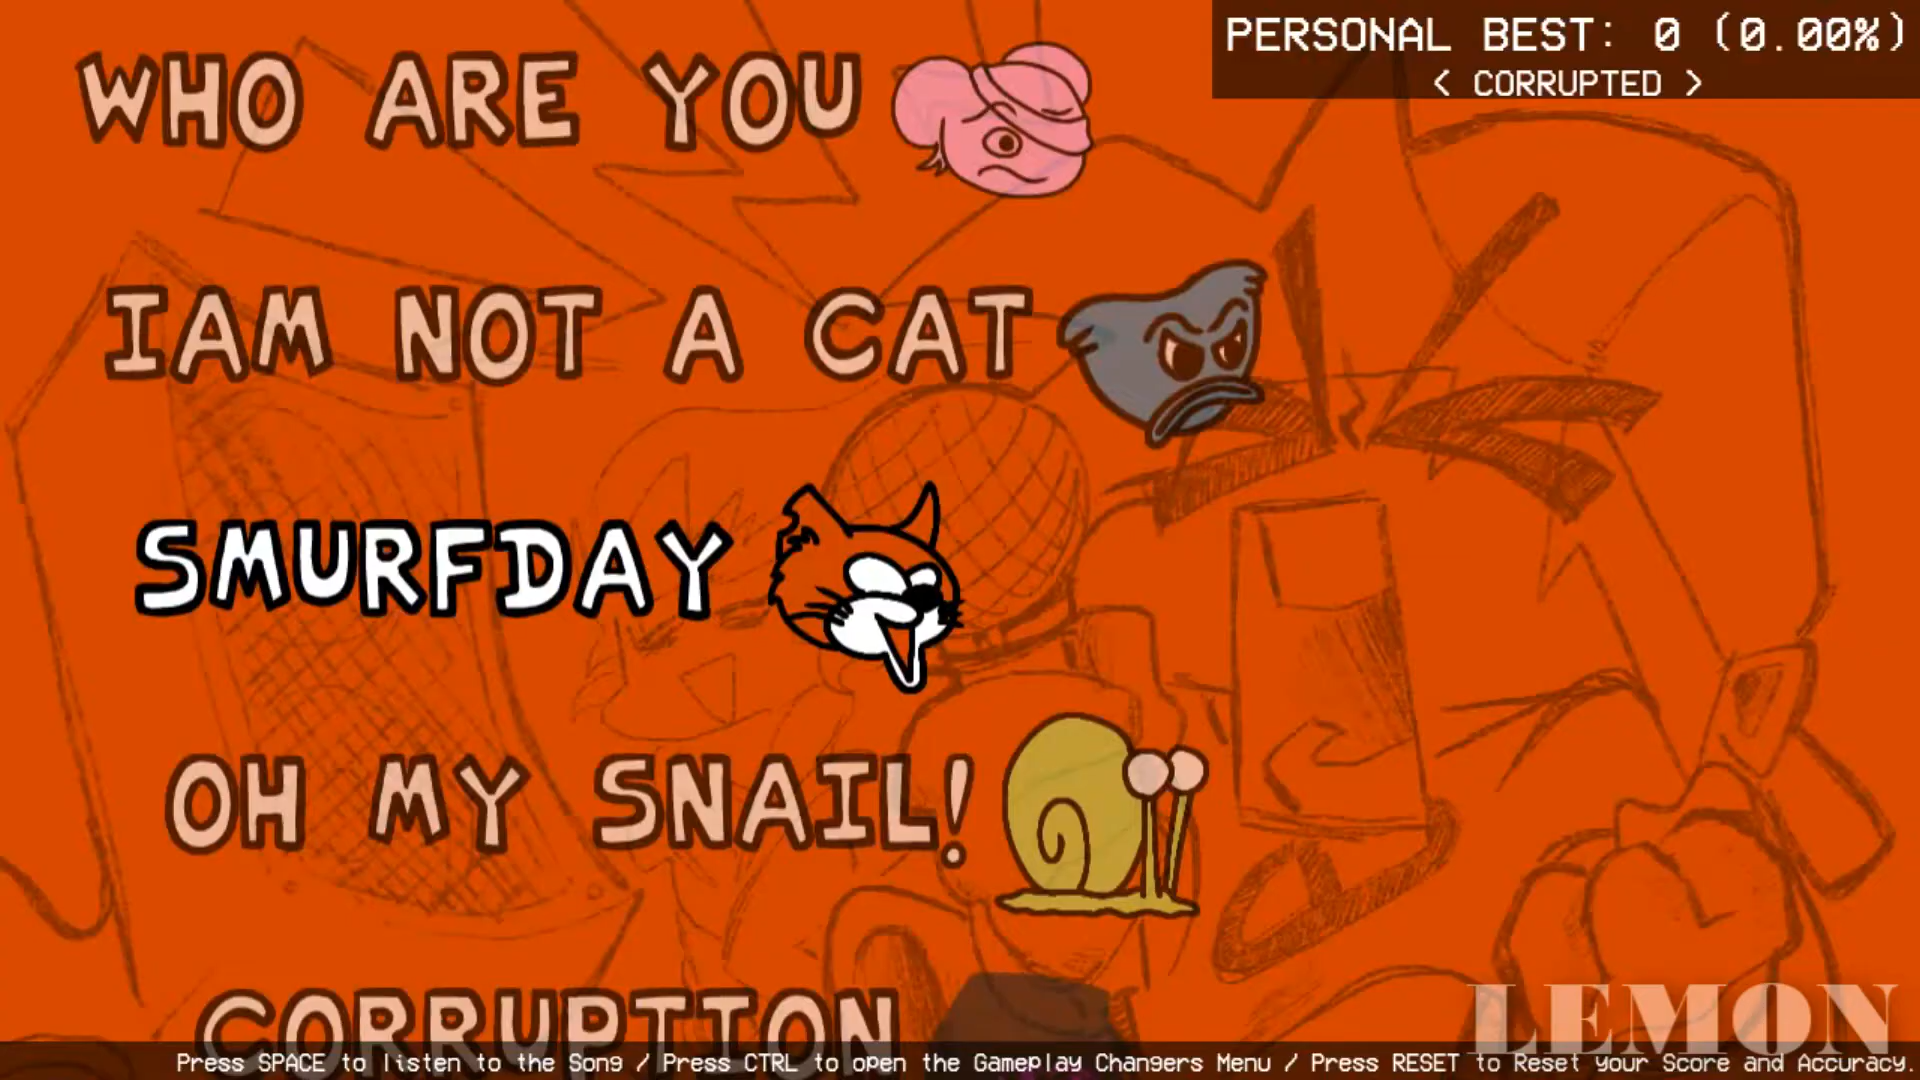 PERSONAL BEST: 0 (0.00%)
< CORRUPTED >
WHO ARE YOU
IAM NOT A CAT
SMURFDAY
OH MY SNAIL!
CORRUPTION
LEMON
Press SPACE to listen to the Song / Press CTRL to open the Gameplay Changers Menu / Press RESET to Reset your Score and Accuracy.